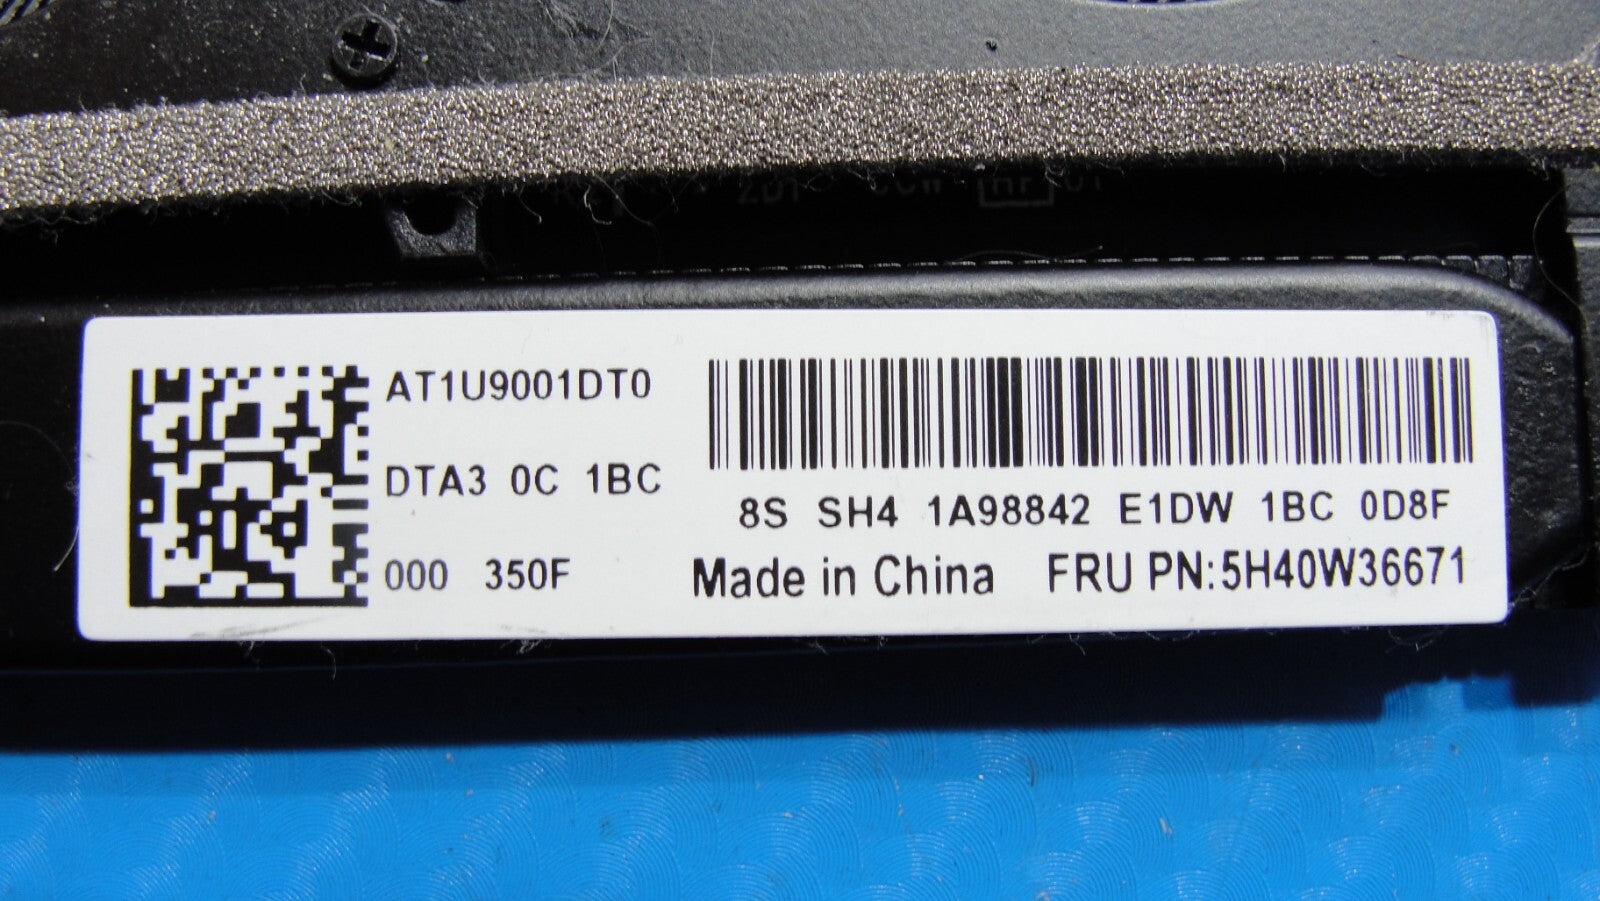 AT1U9001DT0
DTA3 0C 1BC
000 350F
8S SH4 1A98842 E1DW 1BC 0D8F
Made in China FRU PN:5H40W36671